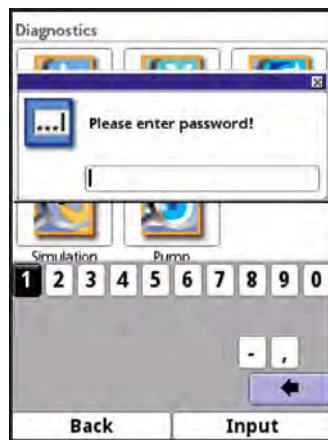 Diagnostics
...I Please enter password!
Simulation Pump
1 2 3 4 5 6 7 8 9 0
- ,
Back Input